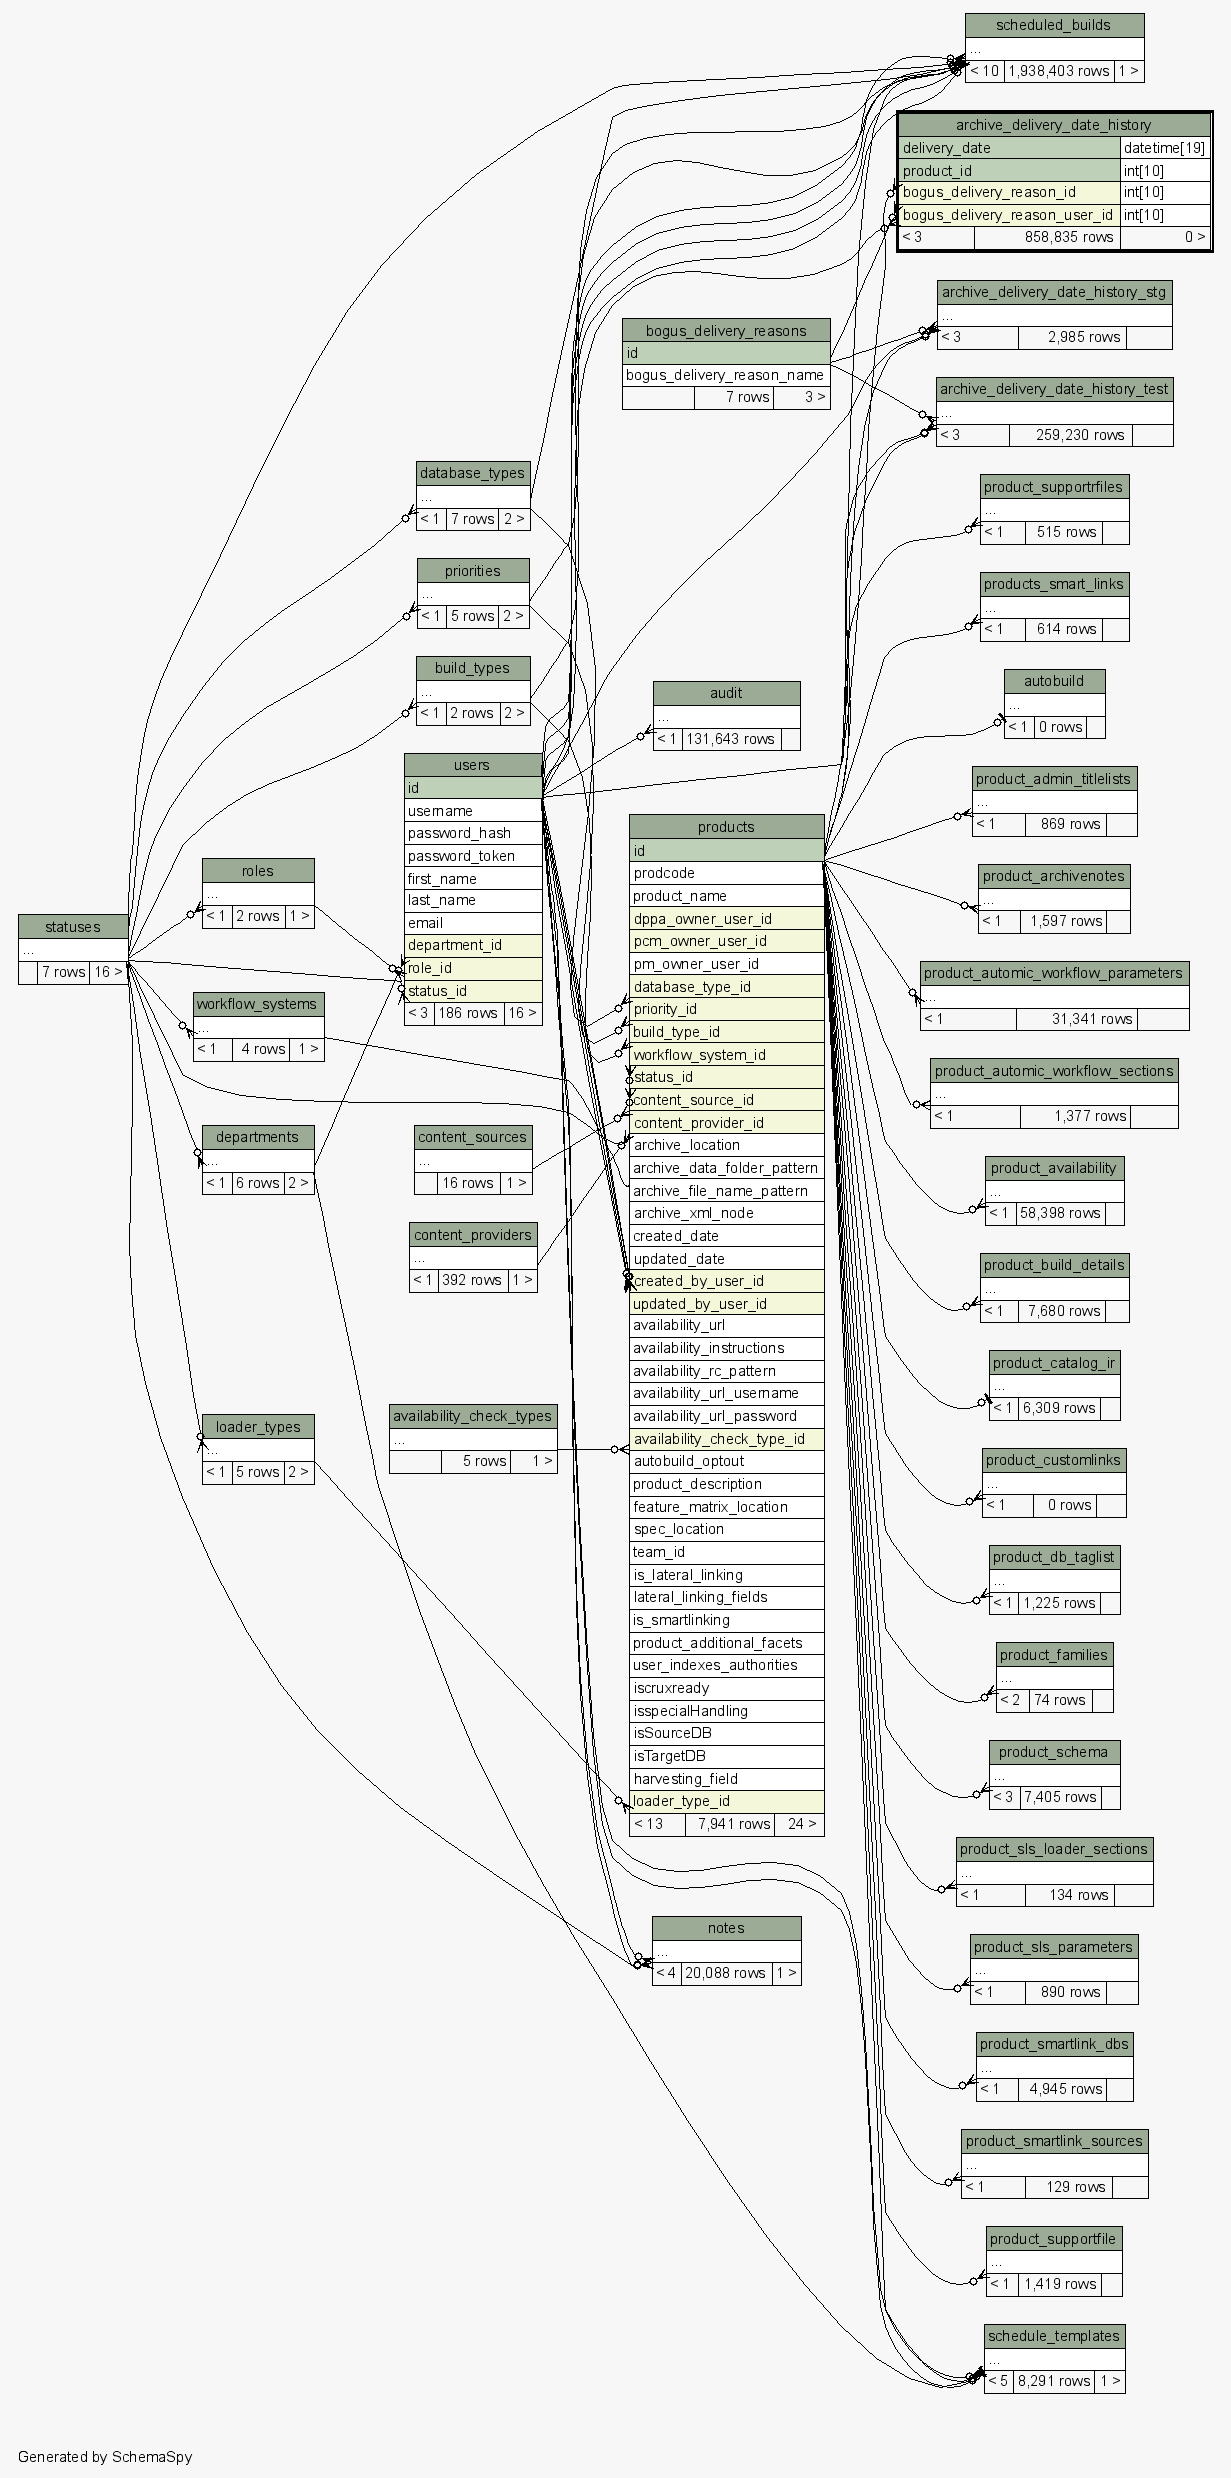 scheduled_builds
...
< 10 1,938,403 rows 1 >
archive_delivery_date_history
delivery_date datetime[19]
product_id int[10]
bogus_delivery_reason_id int[10]
bogus_delivery_reason_user_id int[10]
< 3 858,835 rows 0 >
archive_delivery_date_history_stg
...
< 3 2,985 rows
bogus_delivery_reasons
id
bogus_delivery_reason_name
7 rows 3 >
archive_delivery_date_history_test
...
< 3 259,230 rows
database_types
...
< 1 7 rows 2 >
product_supportrfiles
...
< 1 515 rows
priorities
...
< 1 5 rows 2 >
products_smart_links
...
< 1 614 rows
build_types
...
< 1 2 rows 2 >
audit
...
< 1 131,643 rows
autobuild
...
< 1 0 rows
users
id
username
password_hash
password_token
first_name
last_name
email
department_id
role_id
status_id
< 3 186 rows 16 >
product_admin_titlelists
...
< 1 869 rows
roles
...
< 1 2 rows 1 >
product_archivenotes
...
< 1 1,597 rows
statuses
...
7 rows 16 >
products
id
prodcode
product_name
dppa_owner_user_id
pcm_owner_user_id
pm_owner_user_id
database_type_id
priority_id
build_type_id
workflow_system_id
status_id
content_source_id
content_provider_id
archive_location
archive_data_folder_pattern
archive_file_name_pattern
archive_xml_node
created_date
updated_date
created_by_user_id
updated_by_user_id
availability_url
availability_instructions
availability_rc_pattern
availability_url_username
availability_url_password
availability_check_type_id
autobuild_optout
product_description
feature_matrix_location
spec_location
team_id
is_lateral_linking
lateral_linking_fields
is_smartlinking
product_additional_facets
user_indexes_authorities
iscruxready
isspecialHandling
isSourceDB
isTargetDB
harvesting_field
loader_type_id
< 13 7,941 rows 24 >
product_automic_workflow_parameters
...
< 1 31,341 rows
workflow_systems
...
< 1 4 rows 1 >
product_automic_workflow_sections
...
< 1 1,377 rows
departments
...
< 1 6 rows 2 >
content_sources
...
16 rows 1 >
product_availability
...
< 1 58,398 rows
content_providers
...
< 1 392 rows 1 >
product_build_details
...
< 1 7,680 rows
product_catalog_ir
...
< 1 6,309 rows
loader_types
...
< 1 5 rows 2 >
availability_check_types
...
5 rows 1 >
product_customlinks
...
< 1 0 rows
product_db_taglist
...
< 1 1,225 rows
product_families
...
< 2 74 rows
product_schema
...
< 3 7,405 rows
product_sls_loader_sections
...
< 1 134 rows
notes
...
< 4 20,088 rows 1 >
product_sls_parameters
...
< 1 890 rows
product_smartlink_dbs
...
< 1 4,945 rows
product_smartlink_sources
...
< 1 129 rows
product_supportfile
...
< 1 1,419 rows
schedule_templates
...
< 5 8,291 rows 1 >
Generated by SchemaSpy